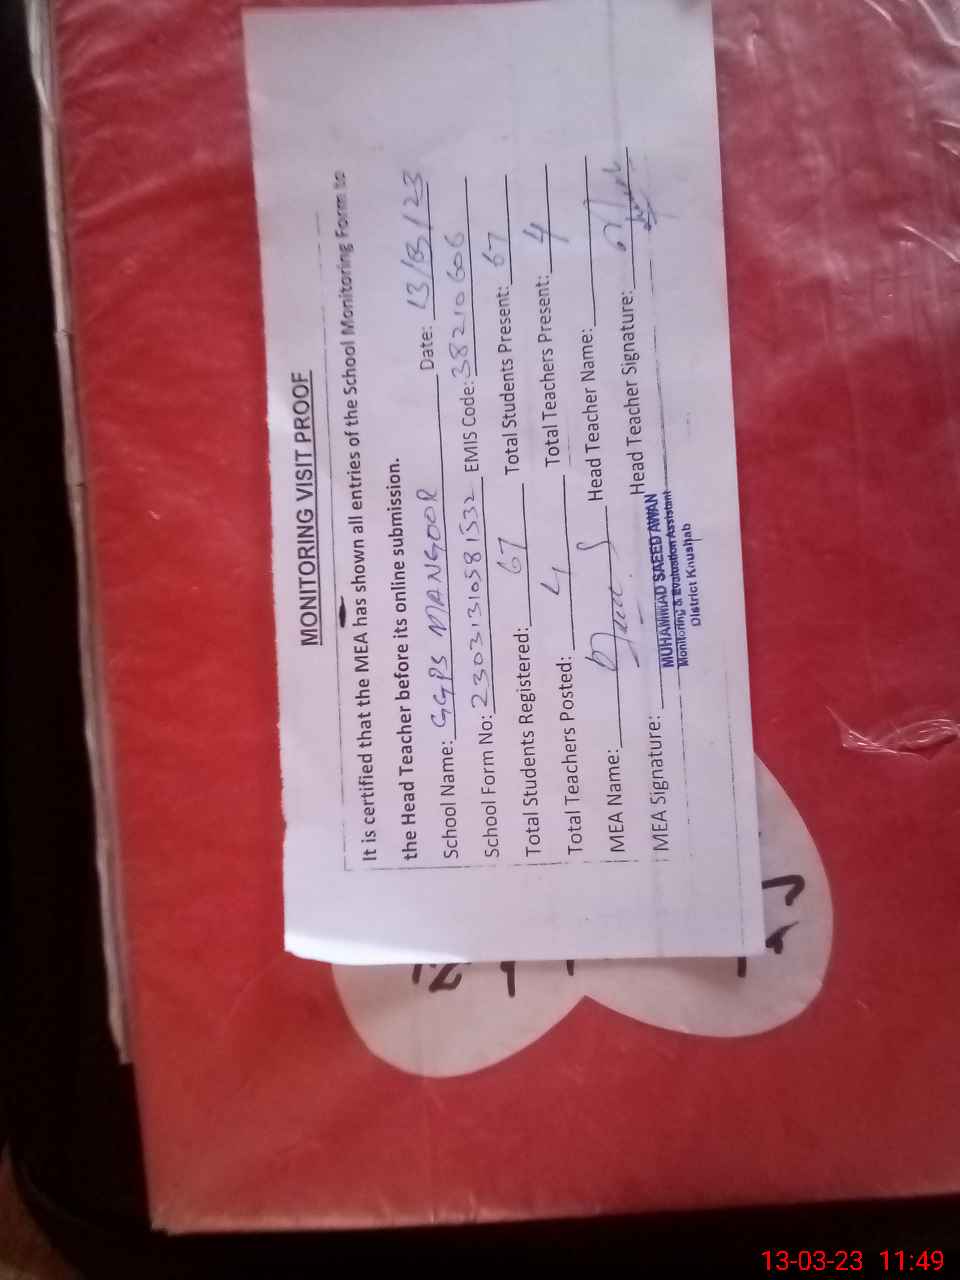 MONITORING VISIT PROOF
It is certified that the MEA has shown all entries of the School Monitoring Form to
the Head Teacher before its online submission.
School Name: GGPS MANGOOR Date: 13/03/23
School Form No: 23031310581532 EMIS Code: 38210606
Total Students Registered: 67 Total Students Present: 67
Total Teachers Posted: 4 Total Teachers Present: 4
MEA Name: Head Teacher Name:
MEA Signature: Head Teacher Signature:
MUHAMMAD SAEED AWAN
Monitoring & Evaluation Assistant
District Khushab
13-03-23 11:49